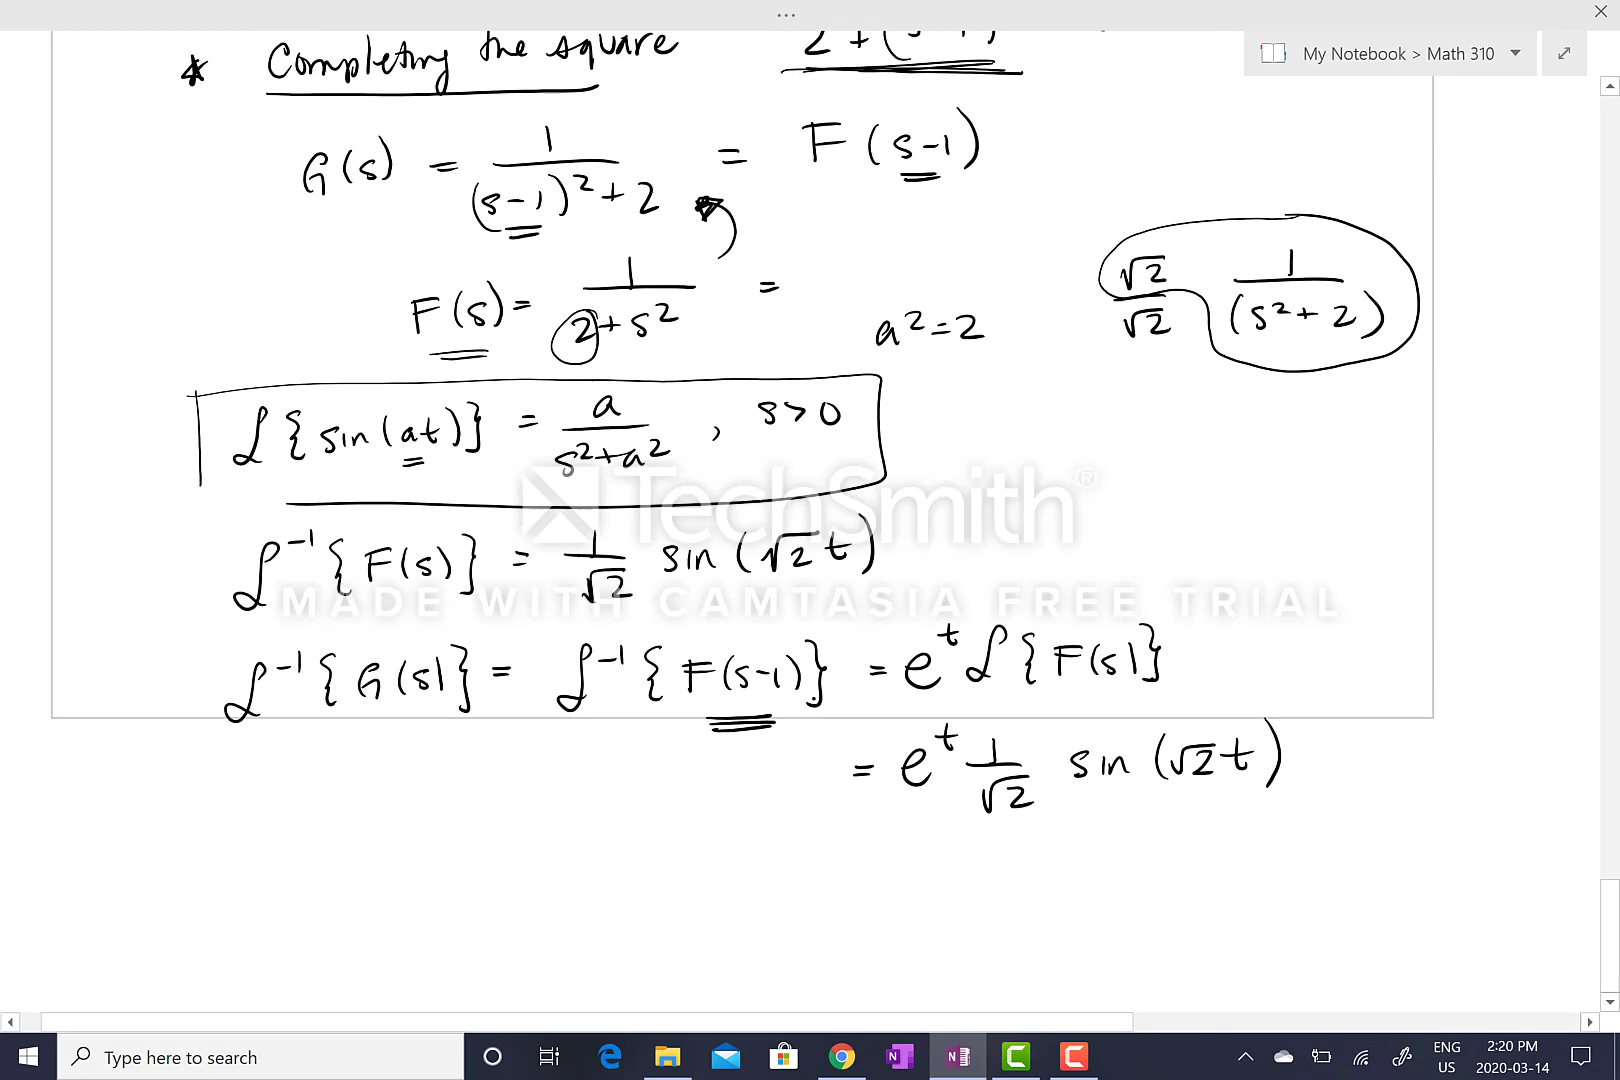 ...
My Notebook > Math 310
* Completing the square
G(s) = 1/((s-1)² + 2) = F(s-1)
F(s) = 1/(2+s²) =
a² = 2
√2/√2 1/(s²+2)
ℒ{sin(at)} = a/(s²+a²), s>0
TechSmith®
ℒ⁻¹{F(s)} = 1/√2 sin(√2t)
MADE WITH CAMTASIA FREE TRIAL
ℒ⁻¹{G(s)} = ℒ⁻¹{F(s-1)} = eᵗ ℒ{F(s)}
= eᵗ 1/√2 sin(√2t)
Type here to search
ENG
US
2:20 PM
2020-03-14